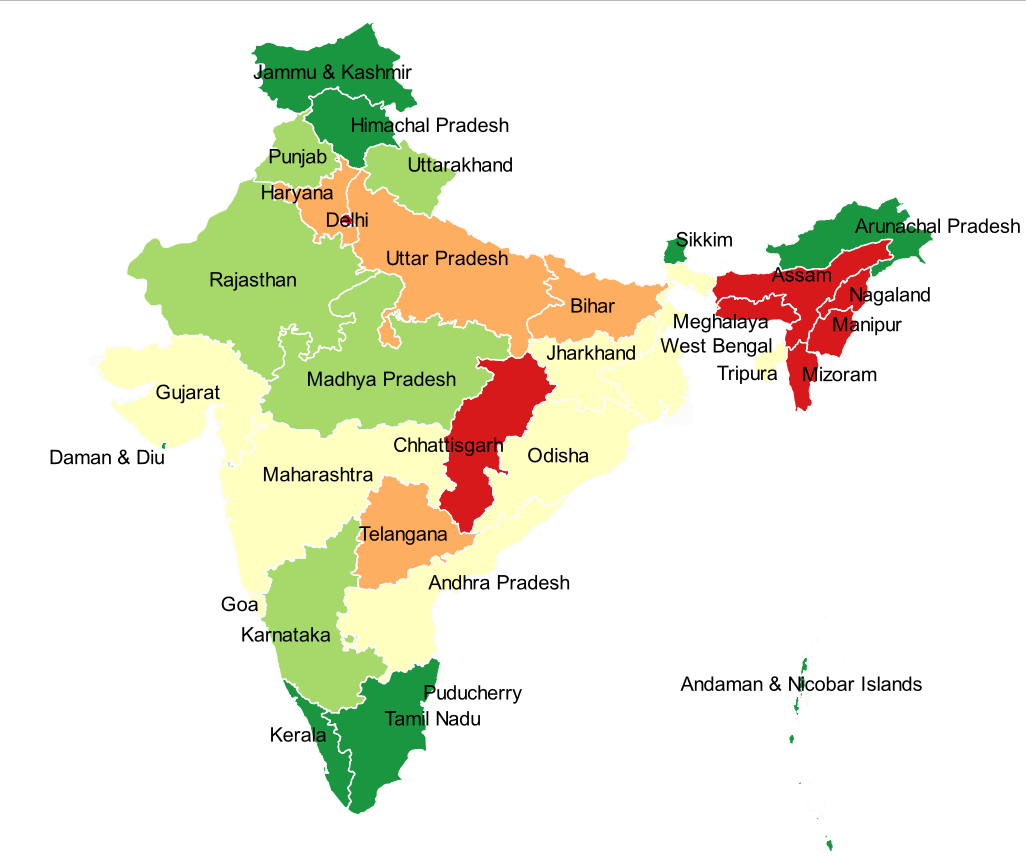 Jammu & Kashmir
Himachal Pradesh
Punjab
Uttarakhand
Haryana
Delhi
Sikkim
Arunachal Pradesh
Uttar Pradesh
Rajasthan
Assam
Nagaland
Bihar
Meghalaya
Manipur
West Bengal
Jharkhand
Tripura
Mizoram
Madhya Pradesh
Gujarat
Chhattisgarh
Daman & Diu
Odisha
Maharashtra
Telangana
Andhra Pradesh
Goa
Karnataka
Andaman & Nicobar Islands
Puducherry
Tamil Nadu
Kerala